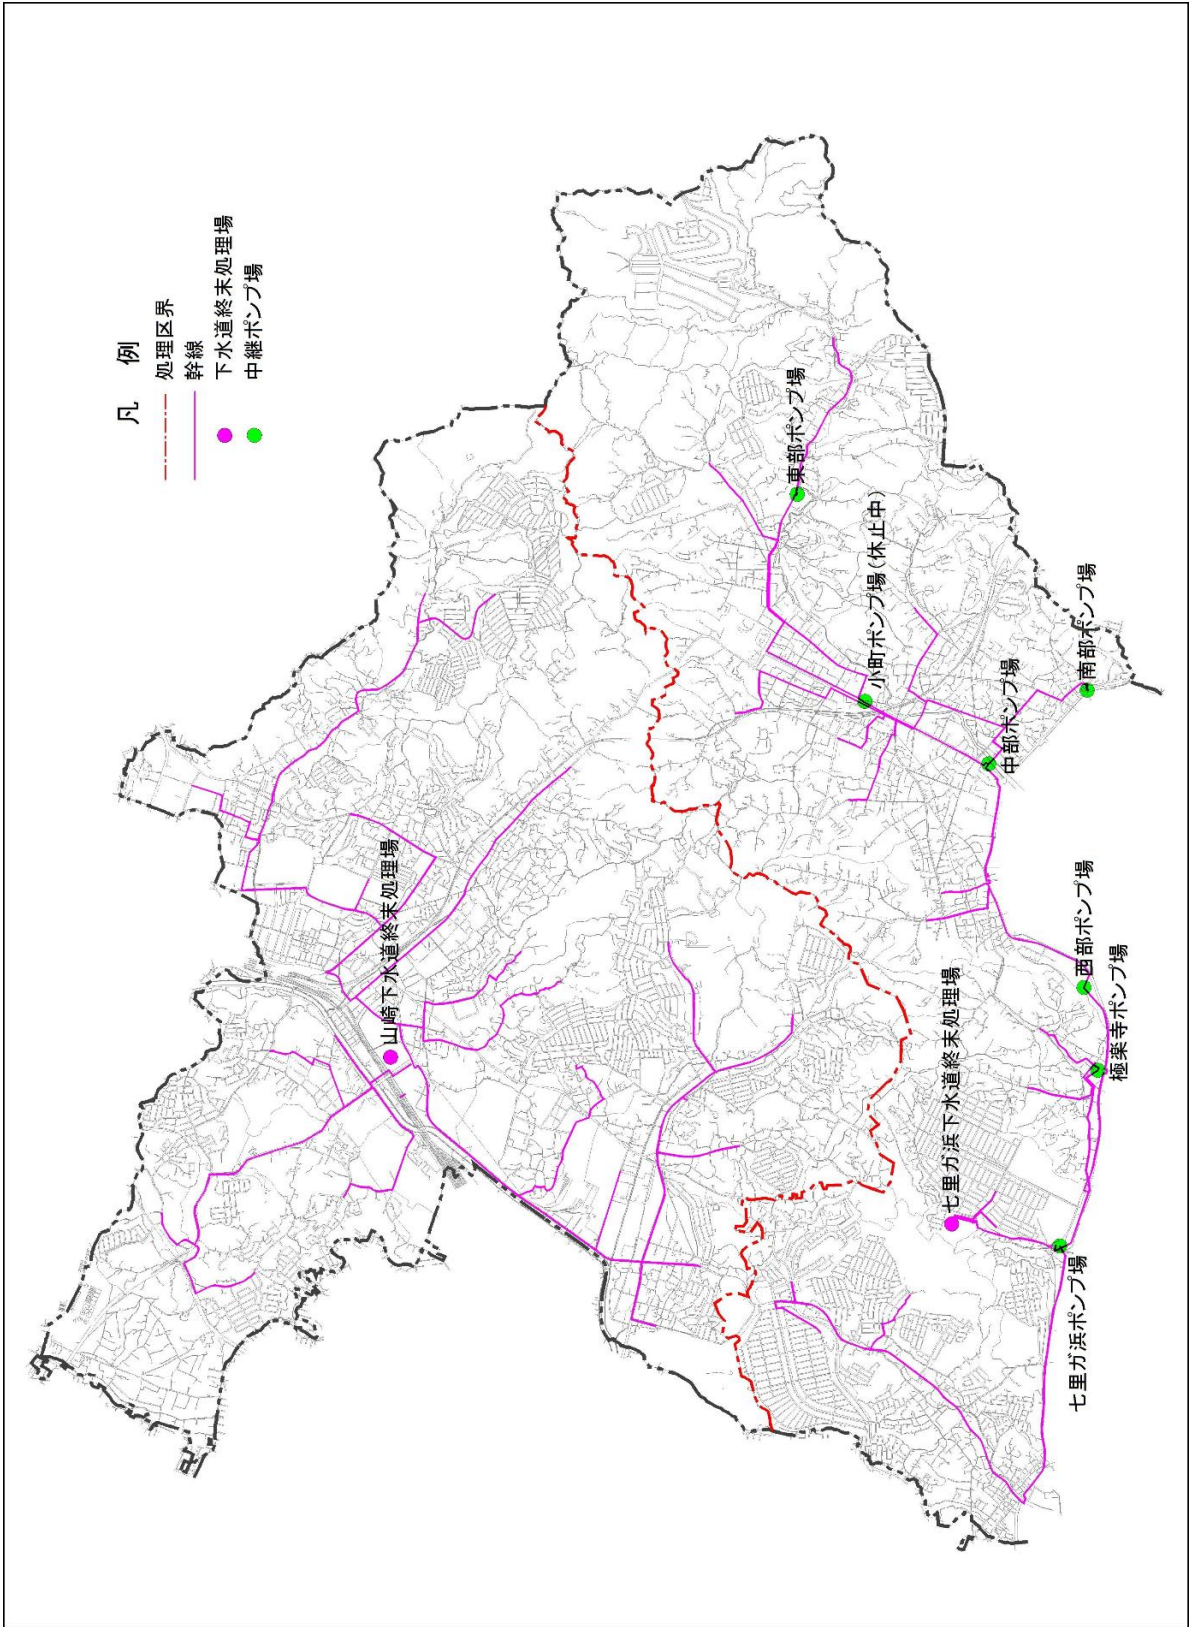 凡 例
処理区界
幹線
下水道終末処理場
中継ポンプ場
山崎下水道終末処理場
東部ポンプ場
小町ポンプ場(休止中)
南部ポンプ場
中部ポンプ場
西部ポンプ場
極楽寺ポンプ場
七里ガ浜下水道終末処理場
七里ガ浜ポンプ場